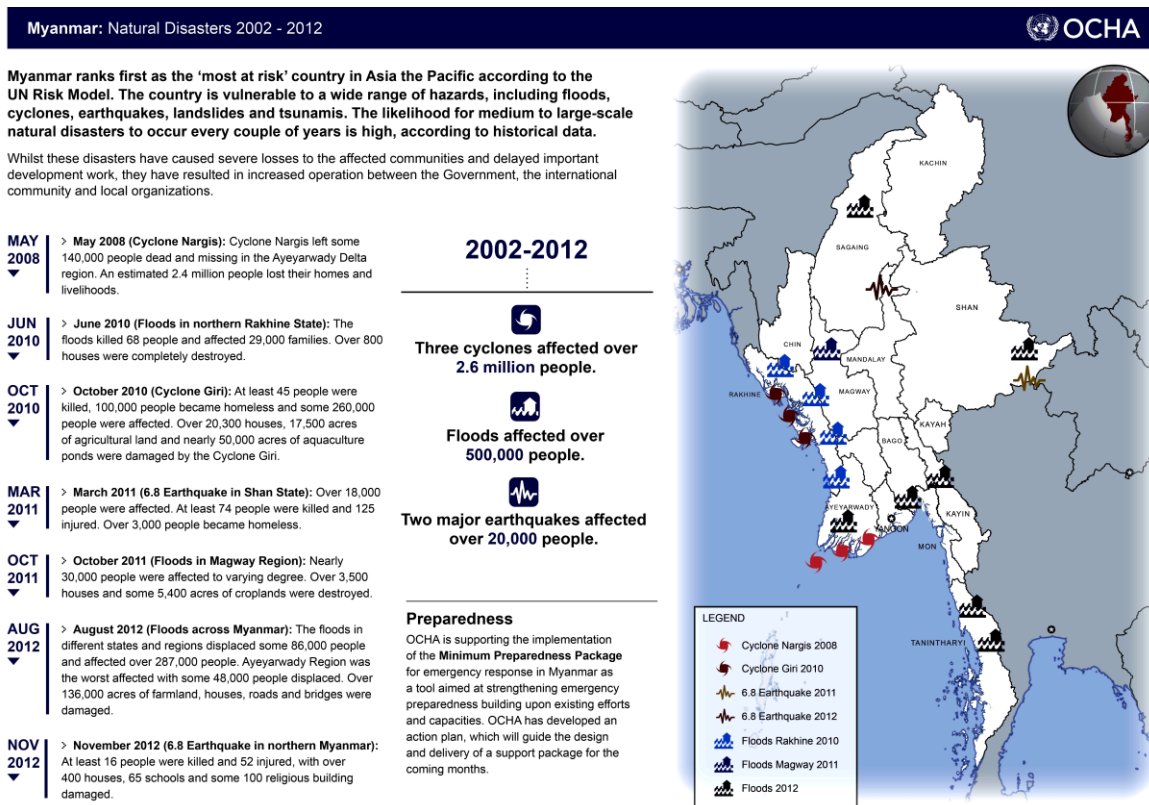 Myanmar: Natural Disasters 2002 - 2012
OCHA
Myanmar ranks first as the ‘most at risk’ country in Asia the Pacific according to the
UN Risk Model. The country is vulnerable to a wide range of hazards, including floods,
cyclones, earthquakes, landslides and tsunamis. The likelihood for medium to large-scale
natural disasters to occur every couple of years is high, according to historical data.
Whilst these disasters have caused severe losses to the affected communities and delayed important
development work, they have resulted in increased operation between the Government, the international
community and local organizations.
MAY
2008
> May 2008 (Cyclone Nargis): Cyclone Nargis left some
140,000 people dead and missing in the Ayeyarwady Delta
region. An estimated 2.4 million people lost their homes and
livelihoods.
JUN
2010
> June 2010 (Floods in northern Rakhine State): The
floods killed 68 people and affected 29,000 families. Over 800
houses were completely destroyed.
OCT
2010
> October 2010 (Cyclone Giri): At least 45 people were
killed, 100,000 people became homeless and some 260,000
people were affected. Over 20,300 houses, 17,500 acres
of agricultural land and nearly 50,000 acres of aquaculture
ponds were damaged by the Cyclone Giri.
MAR
2011
> March 2011 (6.8 Earthquake in Shan State): Over 18,000
people were affected. At least 74 people were killed and 125
injured. Over 3,000 people became homeless.
OCT
2011
> October 2011 (Floods in Magway Region): Nearly
30,000 people were affected to varying degree. Over 3,500
houses and some 5,400 acres of croplands were destroyed.
AUG
2012
> August 2012 (Floods across Myanmar): The floods in
different states and regions displaced some 86,000 people
and affected over 287,000 people. Ayeyarwady Region was
the worst affected with some 48,000 people displaced. Over
136,000 acres of farmland, houses, roads and bridges were
damaged.
NOV
2012
> November 2012 (6.8 Earthquake in northern Myanmar):
At least 16 people were killed and 52 injured, with over
400 houses, 65 schools and some 100 religious building
damaged.
2002-2012
Three cyclones affected over
2.6 million people.
Floods affected over
500,000 people.
Two major earthquakes affected
over 20,000 people.
Preparedness
OCHA is supporting the implementation
of the Minimum Preparedness Package
for emergency response in Myanmar as
a tool aimed at strengthening emergency
preparedness building upon existing efforts
and capacities. OCHA has developed an
action plan, which will guide the design
and delivery of a support package for the
coming months.
KACHIN
SAGAING
SHAN
CHIN
MANDALAY
RAKHINE
MAGWAY
KAYAH
BAGO
AYEYARWADY
YANGON
KAYIN
MON
TANINTHARYI
LEGEND
Cyclone Nargis 2008
Cyclone Giri 2010
6.8 Earthquake 2011
6.8 Earthquake 2012
Floods Rakhine 2010
Floods Magway 2011
Floods 2012